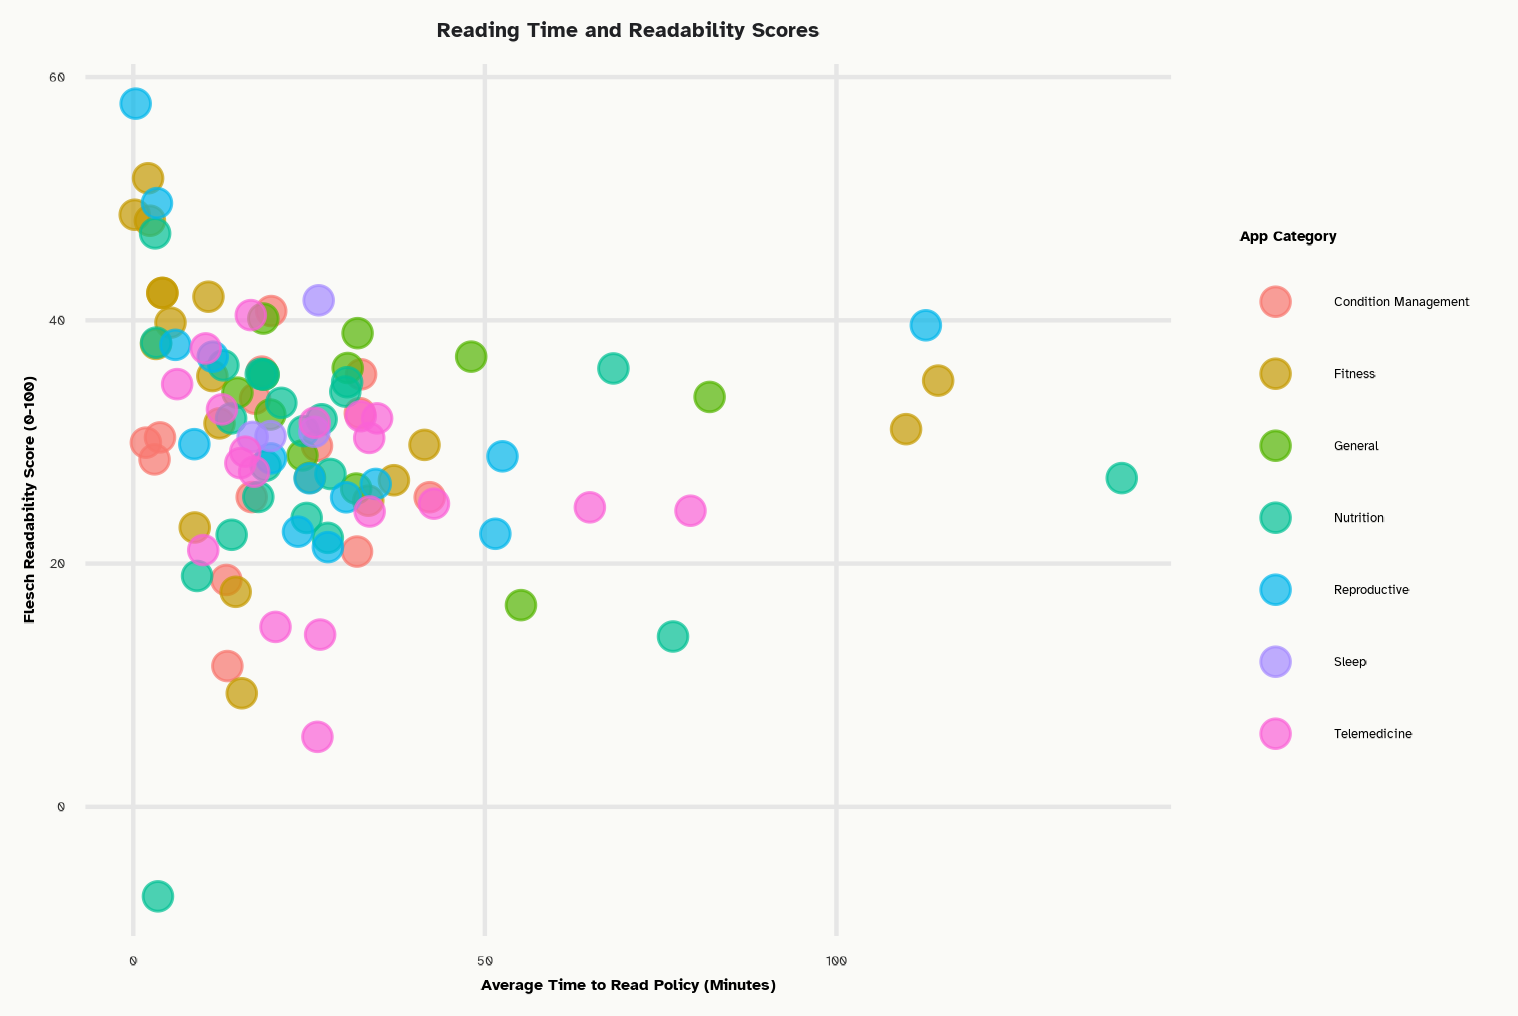 Reading Time and Readability Scores
60
40
20
0
Flesch Readability Score (0-100)
0
50
100
Average Time to Read Policy (Minutes)
App Category
Condition Management
Fitness
General
Nutrition
Reproductive
Sleep
Telemedicine